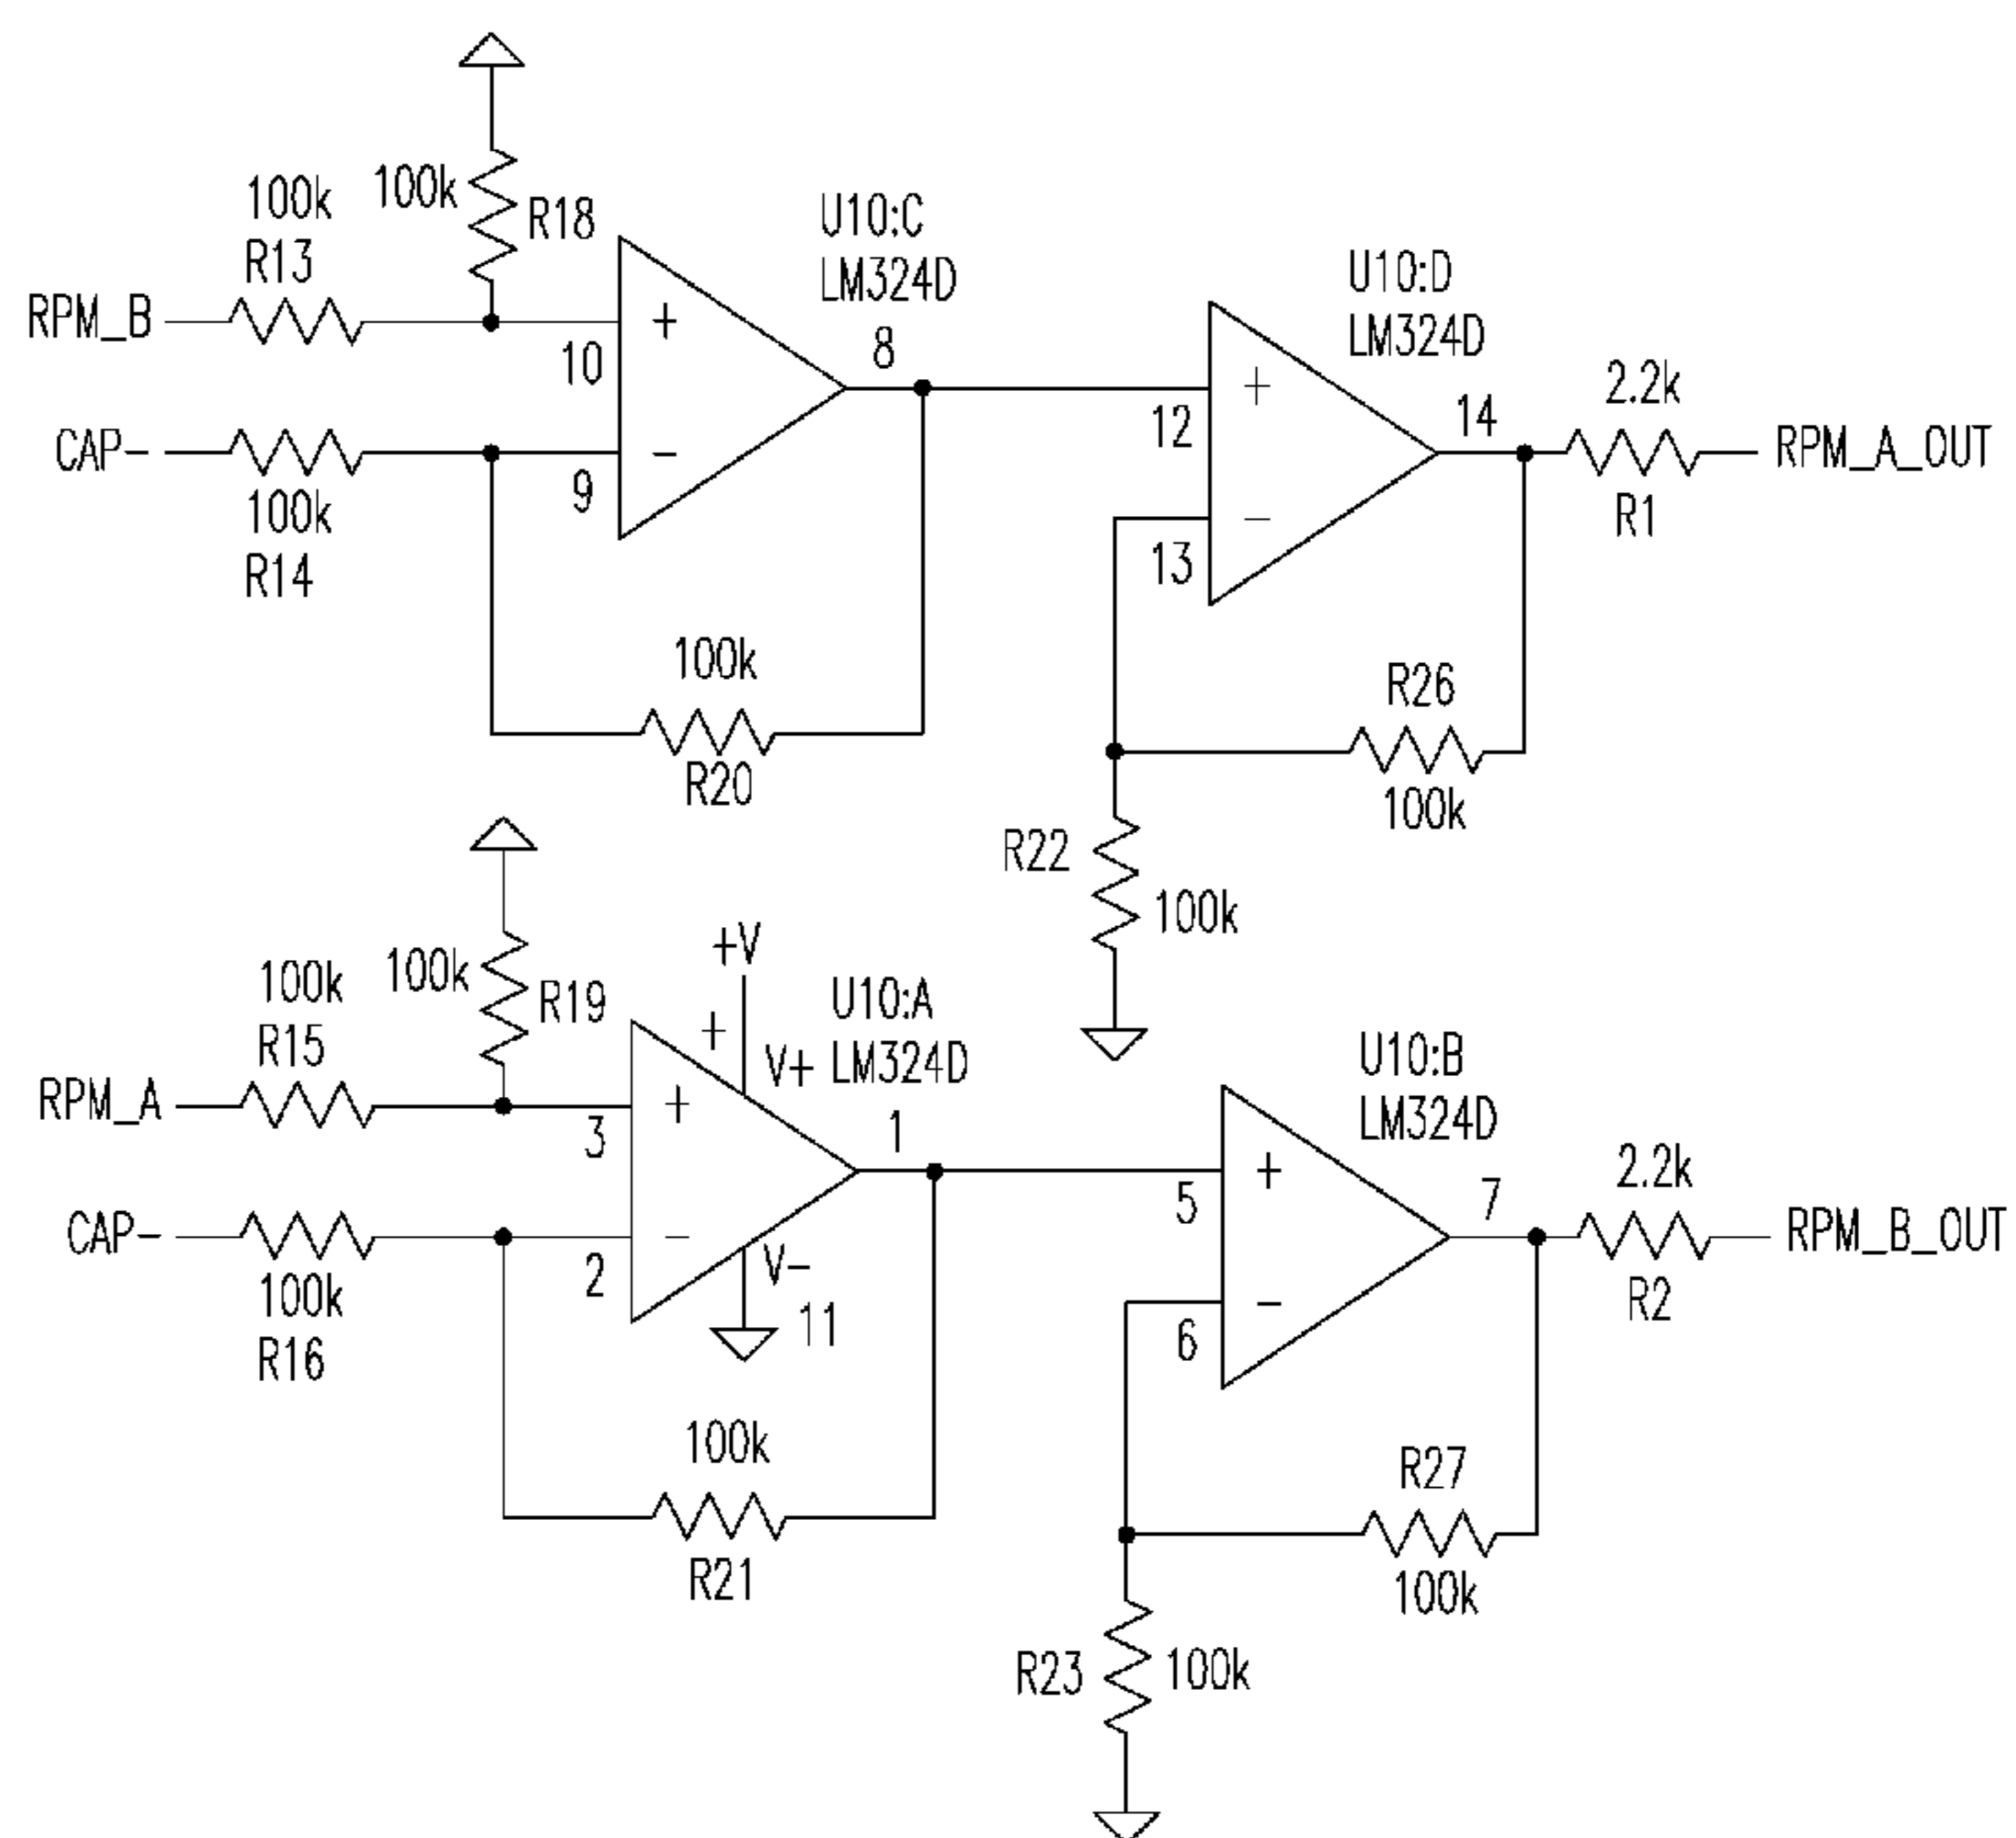 100k
R13
100k
R18
U10:C
LM324D
RPM_B
+
10
8
CAP-
-
9
100k
R14
100k
R20
U10:D
LM324D
+
12
14
2.2k
RPM_A_OUT
R1
-
13
R26
100k
R22
100k
100k
R15
100k
R19
+V
+
V+
U10:A
LM324D
RPM_A
+
3
1
CAP-
-
2
V-
11
100k
R16
100k
R21
U10:B
LM324D
+
5
7
2.2k
RPM_B_OUT
R2
-
6
R27
100k
R23
100k